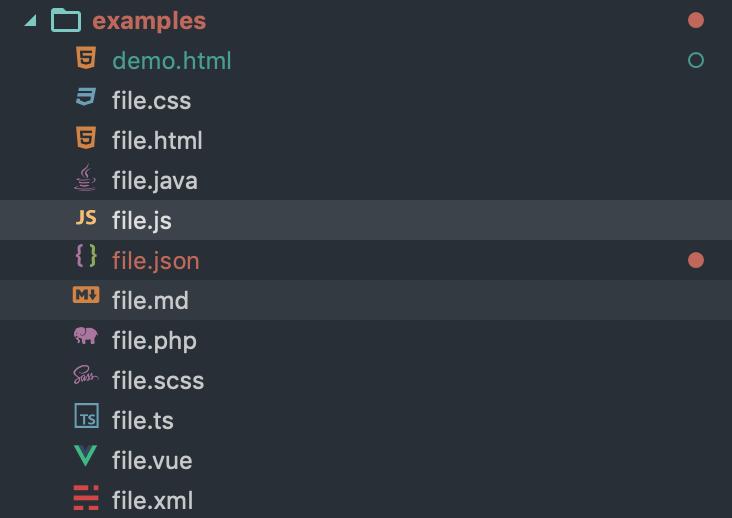 examples
demo.html
file.css
file.html
file.java
JS file.js
{ } file.json
M file.md
file.php
Sass file.scss
TS file.ts
file.vue
file.xml